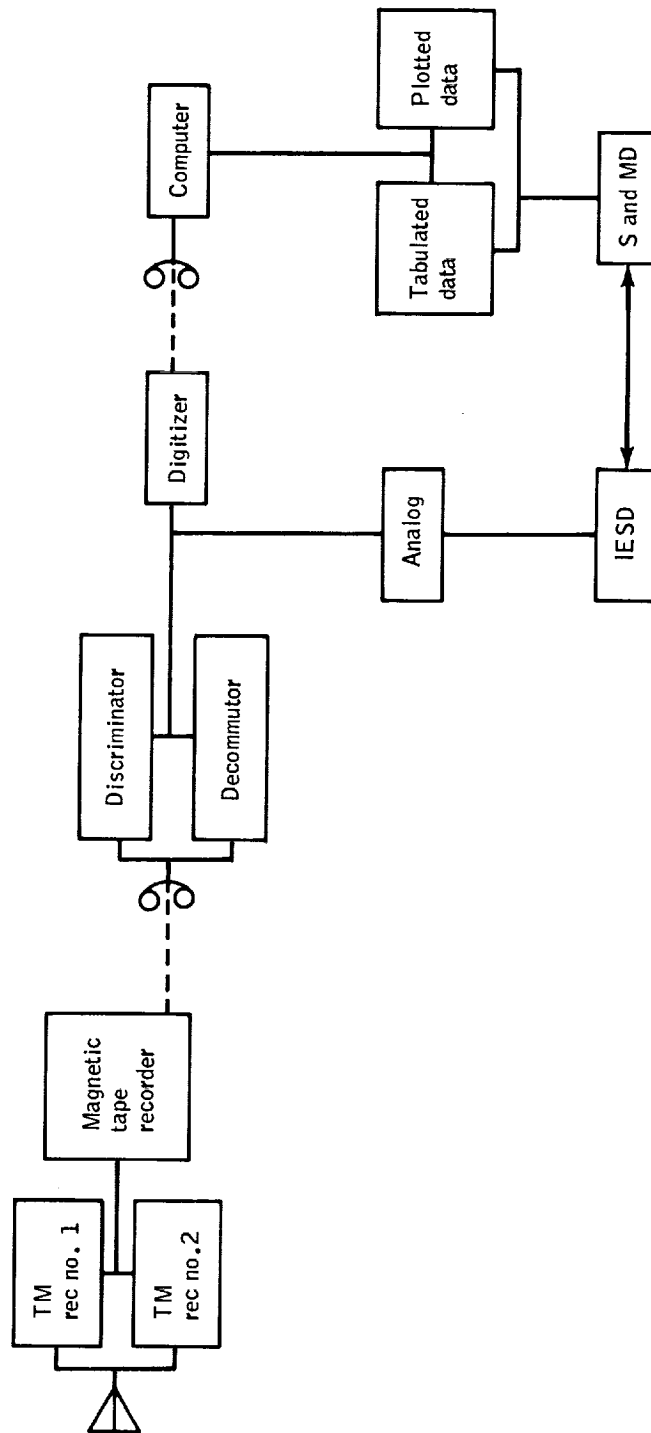 TM
rec no. 1
TM
rec no.2
Magnetic
tape
recorder
Discriminator
Decommutor
Digitizer
Computer
Analog
Tabulated
data
Plotted
data
IESD
S and MD